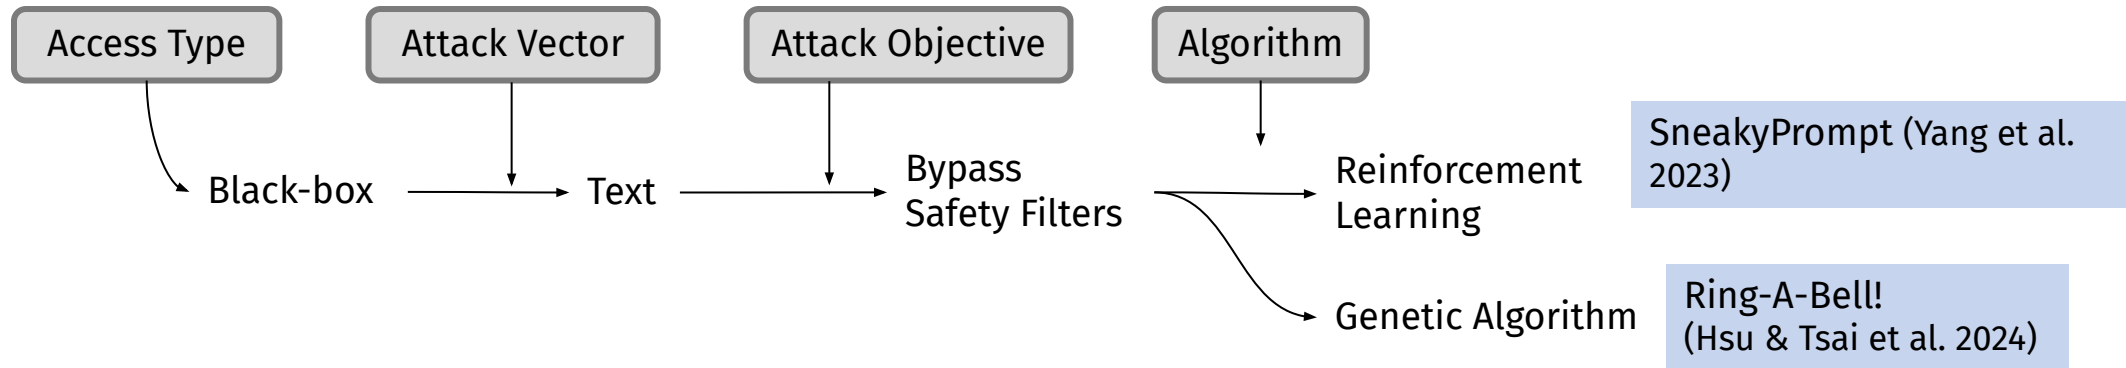 Access Type
Attack Vector
Attack Objective
Algorithm
Black-box
Text
Bypass
Safety Filters
Reinforcement
Learning
SneakyPrompt (Yang et al.
2023)
Genetic Algorithm
Ring-A-Bell!
(Hsu & Tsai et al. 2024)